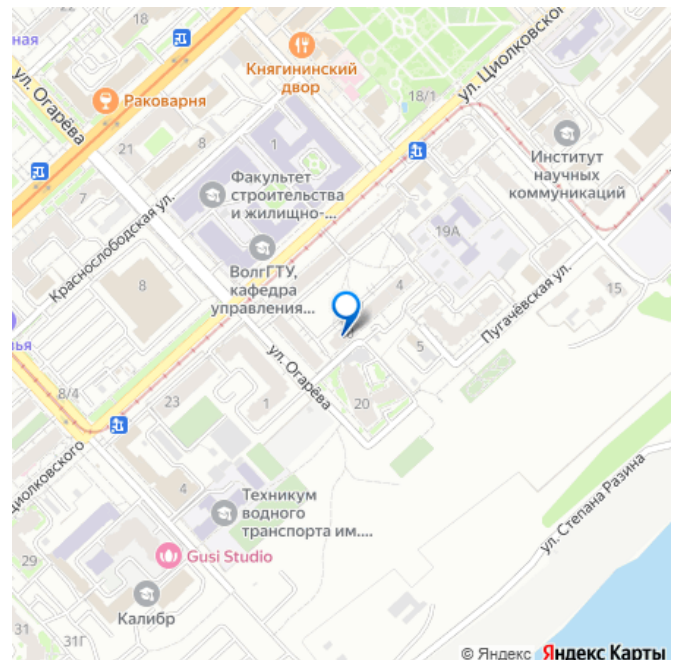 ная
ул. Огарёва
Княгининский
двор
Раковарня
18/1
ул. Циолковског
21
8
1
Институт
научных
коммуникаций
7
Факультет
строительства
и жилищно-...
Краснослободская ул.
19А
ВолгГТУ,
кафедра
управления...
8
4
15
Пугачёвская ул.
ья
ул. Огарёва
5
8/4
23
1
20
циолковского
4
Техникум
водного
транспорта им....
ул. Степана Разина
Gusi Studio
29
Калибр
31
31Г
© Яндекс Яндекс Карты